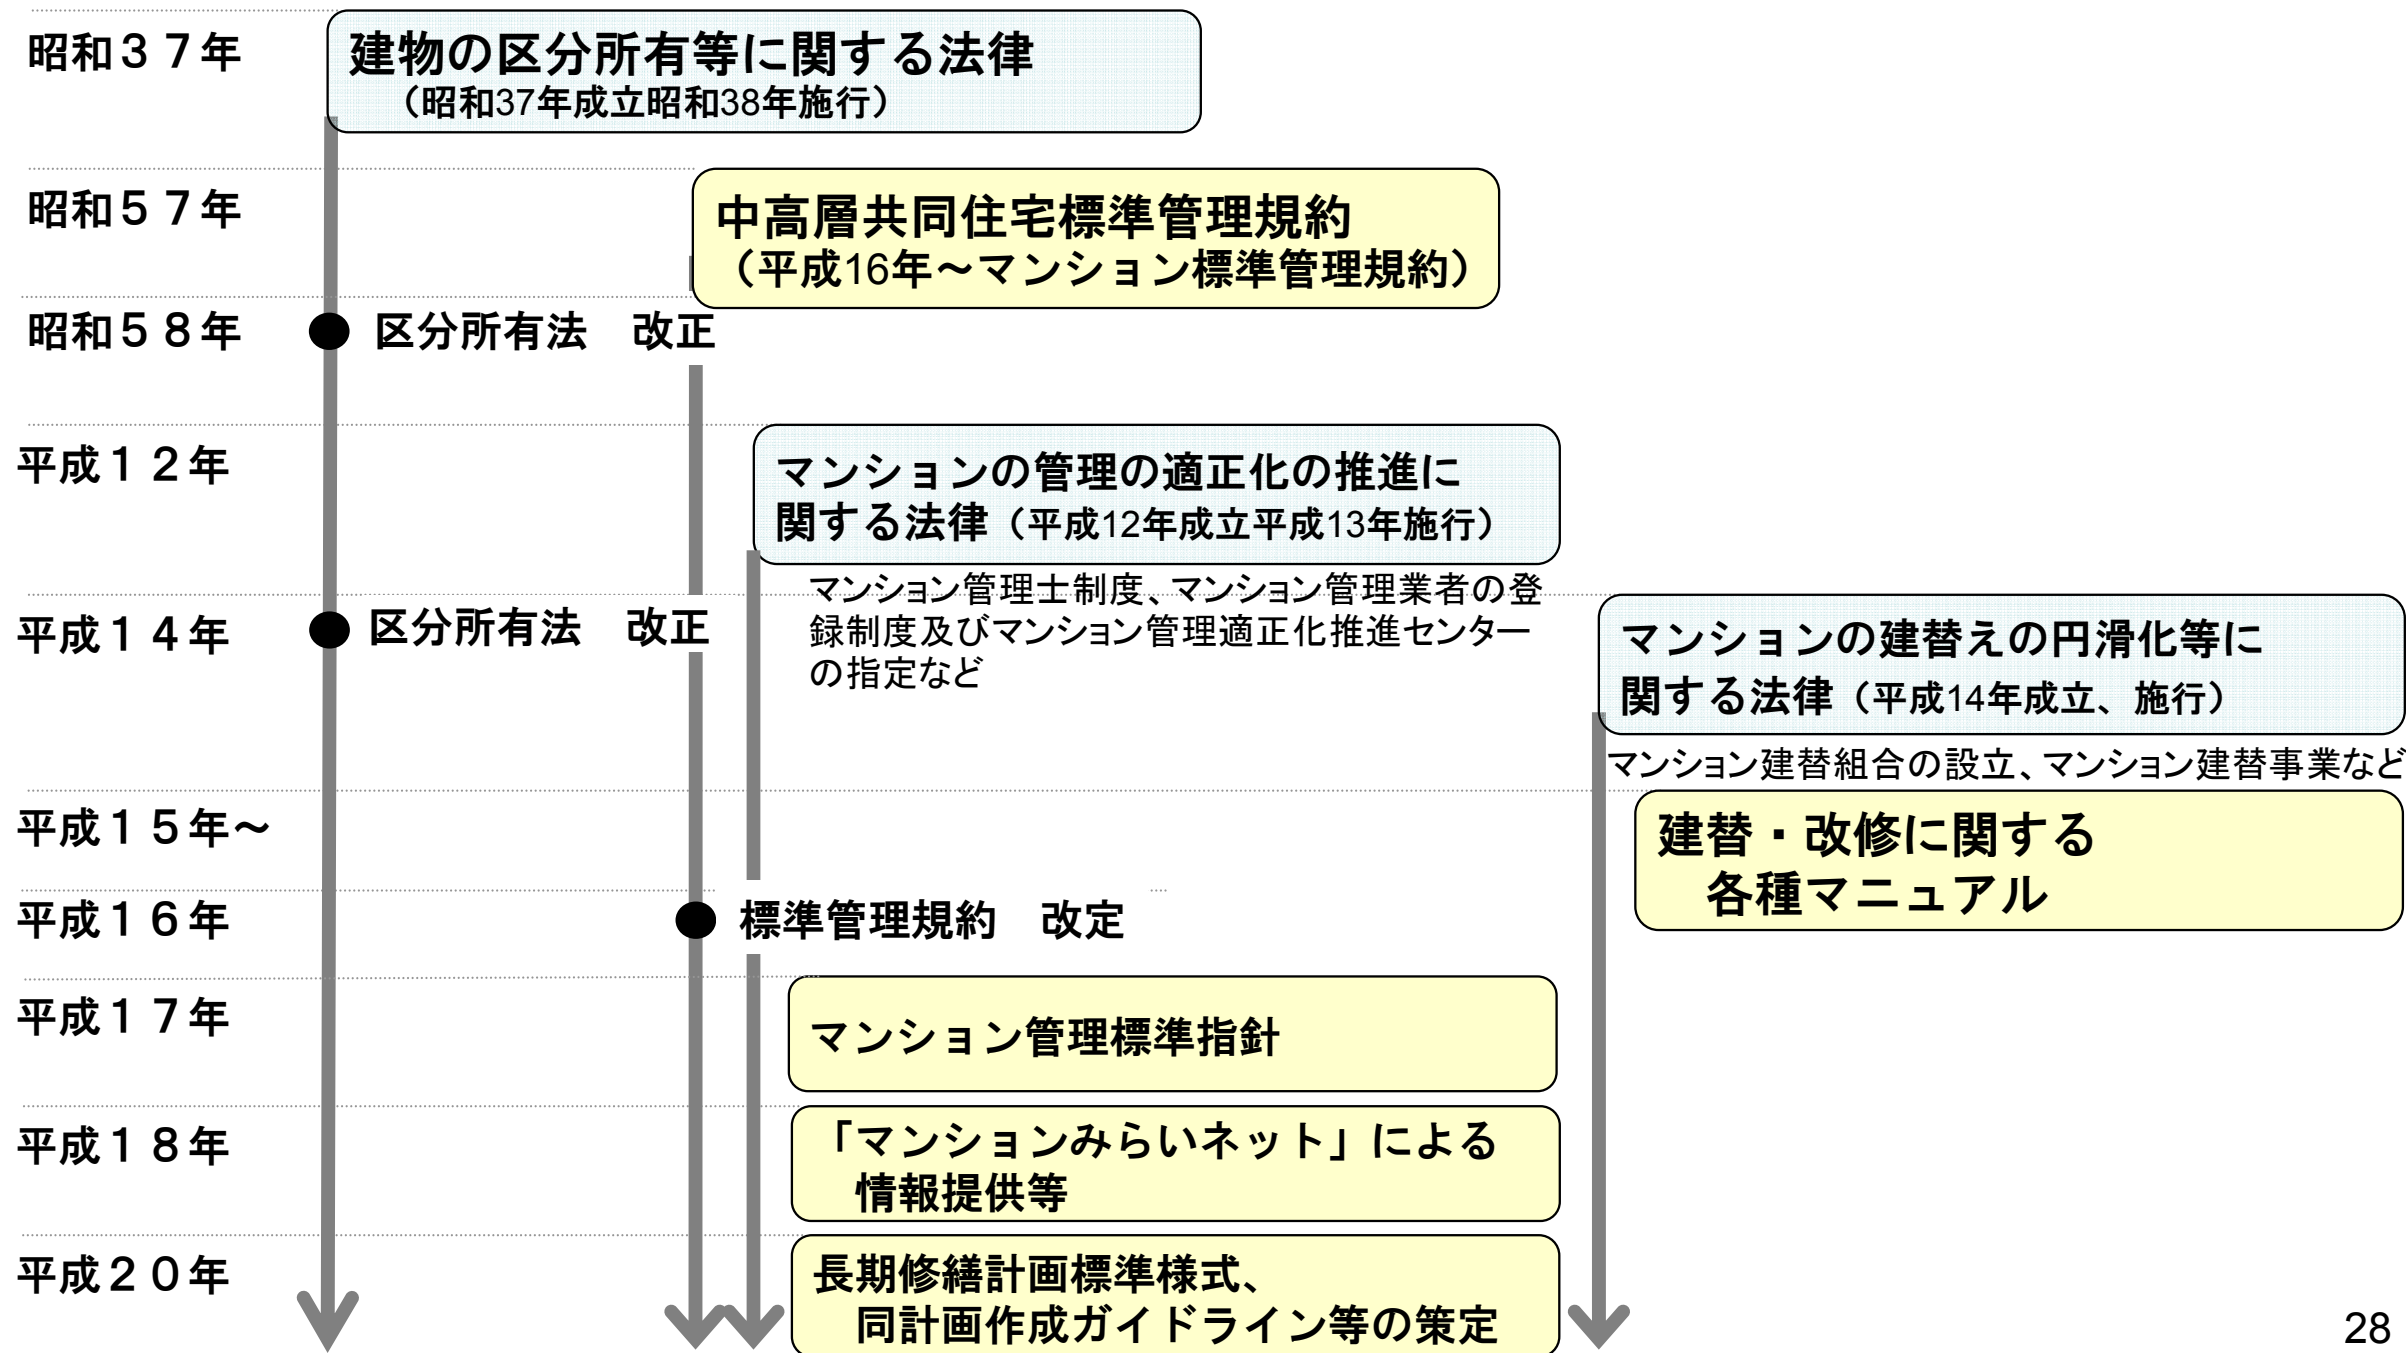 昭和３７年
建物の区分所有等に関する法律
（昭和37年成立昭和38年施行）
昭和５７年
中高層共同住宅標準管理規約
（平成16年～マンション標準管理規約）
昭和５８年
区分所有法　改正
平成１２年
マンションの管理の適正化の推進に
関する法律（平成12年成立平成13年施行）
マンション管理士制度、マンション管理業者の登
録制度及びマンション管理適正化推進センター
の指定など
平成１４年
区分所有法　改正
マンションの建替えの円滑化等に
関する法律（平成14年成立、施行）
マンション建替組合の設立、マンション建替事業など
平成１５年～
建替・改修に関する
各種マニュアル
平成１６年
標準管理規約　改定
平成１７年
マンション管理標準指針
平成１８年
「マンションみらいネット」による
情報提供等
平成２０年
長期修繕計画標準様式、
同計画作成ガイドライン等の策定
28